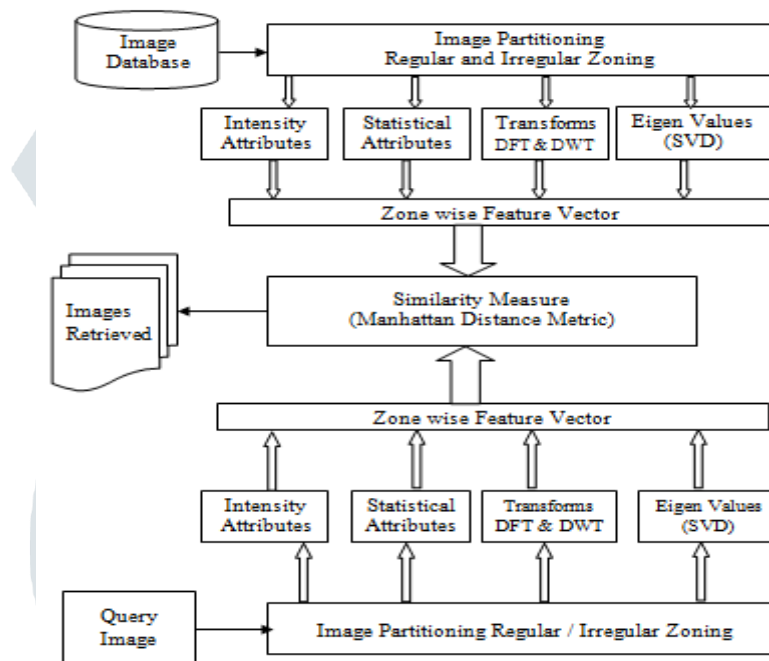 Image
Database
Image Partitioning
Regular and Irregular Zoning
Intensity
Attributes
Statistical
Attributes
Transforms
DFT & DWT
Eigen Values
(SVD)
Zone wise Feature Vector
Similarity Measure
(Manhattan Distance Metric)
Images
Retrieved
Zone wise Feature Vector
Intensity
Attributes
Statistical
Attributes
Transforms
DFT & DWT
Eigen Values
(SVD)
Query
Image
Image Partitioning Regular / Irregular Zoning